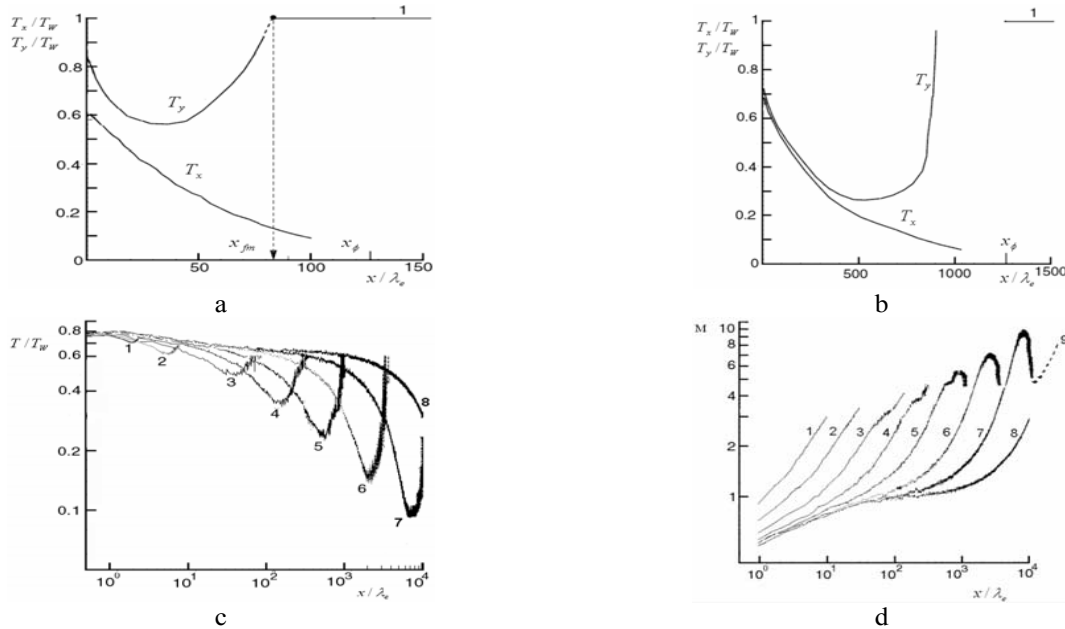 T_x / T_W
T_y / T_W
1
0.8
0.6
0.4
0.2
0
T_y
T_x
1
x_fm
x_ϕ
50
100
150
x / λ_e
a
T_x / T_W
T_y / T_W
1
0.8
0.6
0.4
0.2
0
T_y
T_x
1
x_ϕ
500
1000
1500
x / λ_e
b
T / T_W
0.8
0.6
0.4
0.2
0.1
1
2
3
4
5
6
7
8
10^0
10^1
10^2
10^3
10^4
x / λ_e
c
M
10
8
6
4
2
1
1
2
3
4
5
6
7
8
9
10^0
10^1
10^2
10^3
10^4
x / λ_e
d